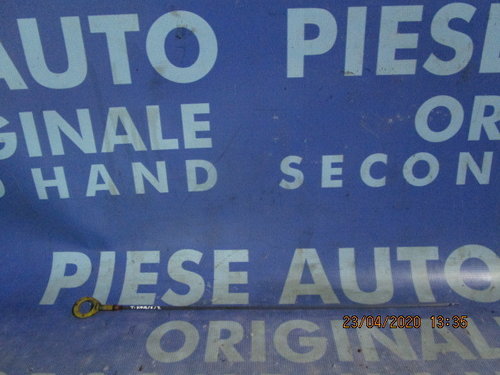 AUTO PIESE
GINALE OR
HAND SECON
PIESE AUTO
23/04/2020 13:35
ORIGINALE